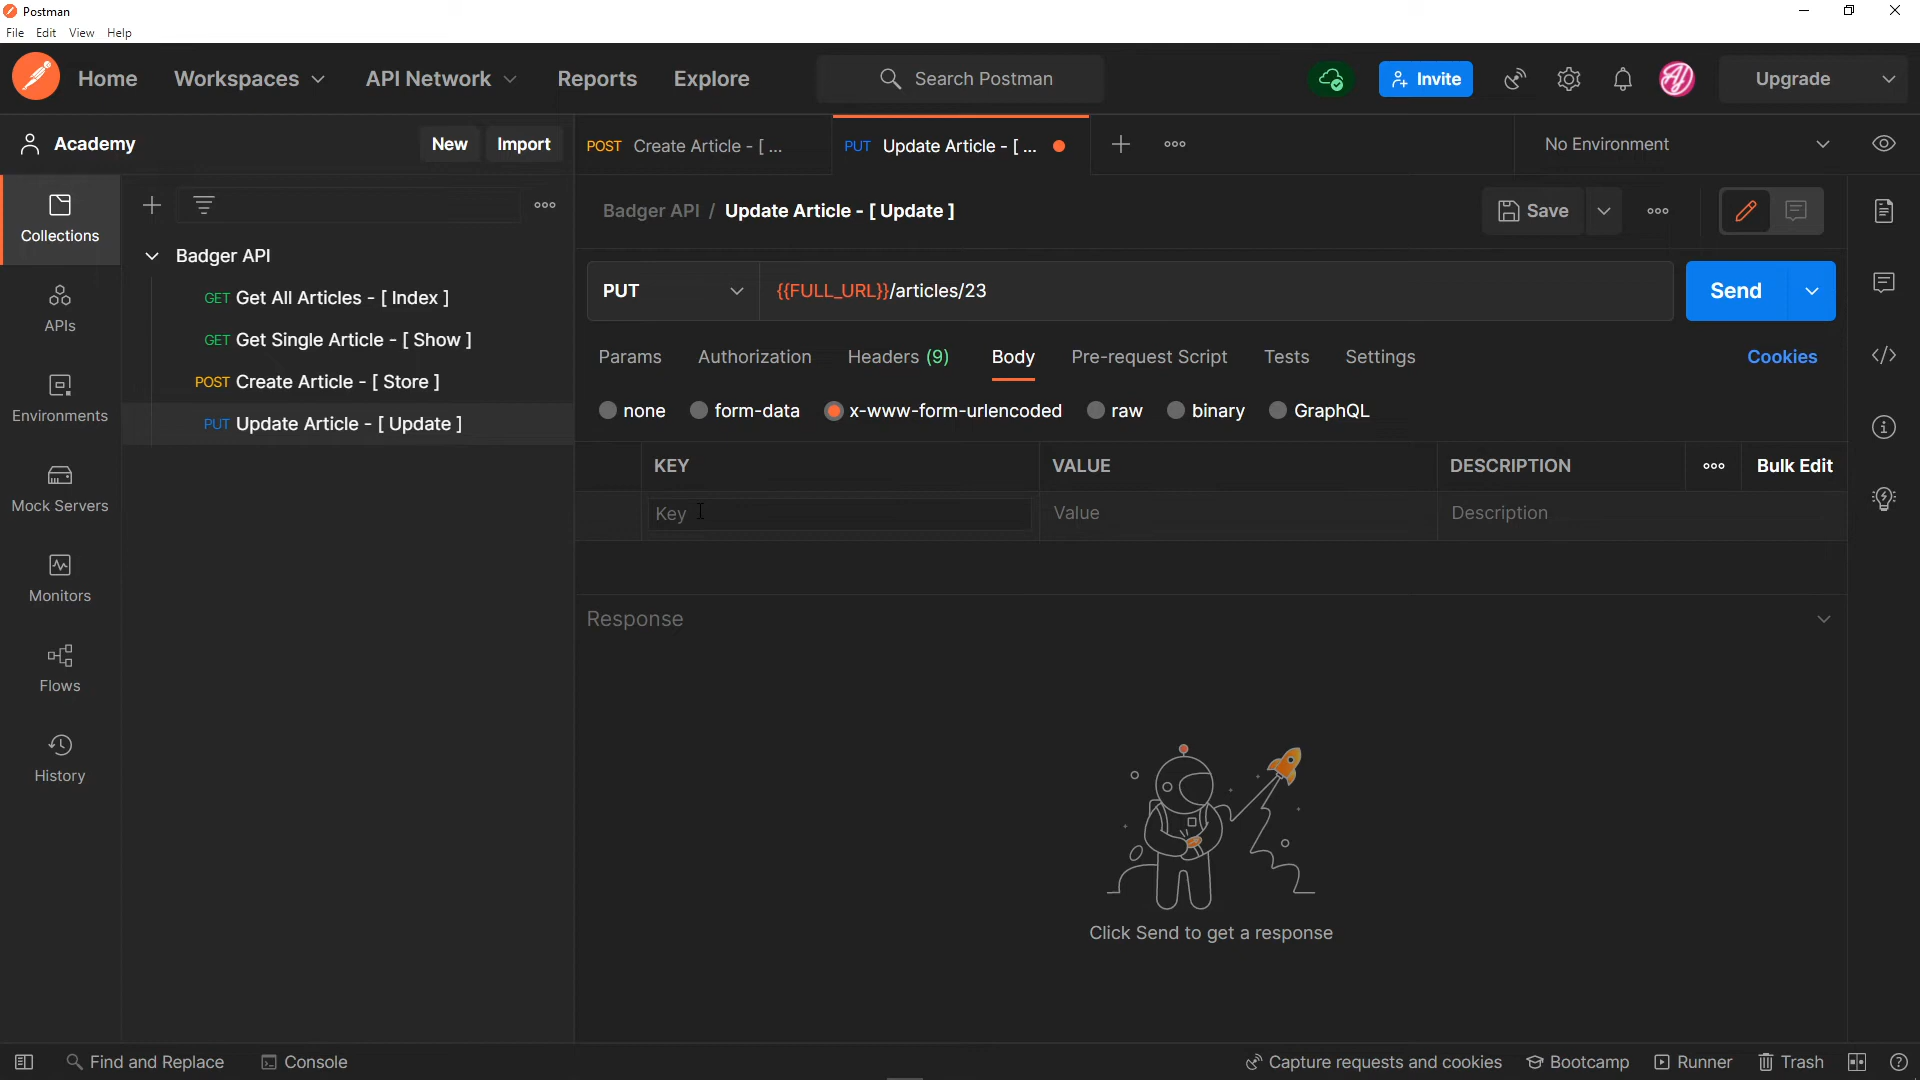 Postman
File Edit View Help
Home Workspaces API Network Reports Explore Search Postman Invite Upgrade
Academy New Import POST Create Article - [ ... PUT Update Article - [ ... No Environment
Collections
APIs
Environments
Mock Servers
Monitors
Flows
History
Badger API
GET Get All Articles - [ Index ]
GET Get Single Article - [ Show ]
POST Create Article - [ Store ]
PUT Update Article - [ Update ]
Badger API / Update Article - [ Update ] Save
PUT {{FULL_URL}}/articles/23 Send
Params Authorization Headers (9) Body Pre-request Script Tests Settings Cookies
none form-data x-www-form-urlencoded raw binary GraphQL
KEY VALUE DESCRIPTION Bulk Edit
Key Value Description
Response
Click Send to get a response
Find and Replace Console Capture requests and cookies Bootcamp Runner Trash